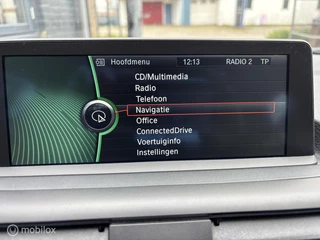 Hoofdmenu 12:13 RADIO 2 TP
CD/Multimedia
Radio
Telefoon
Navigatie
Office
ConnectedDrive
Voertuiginfo
Instellingen
mobilox